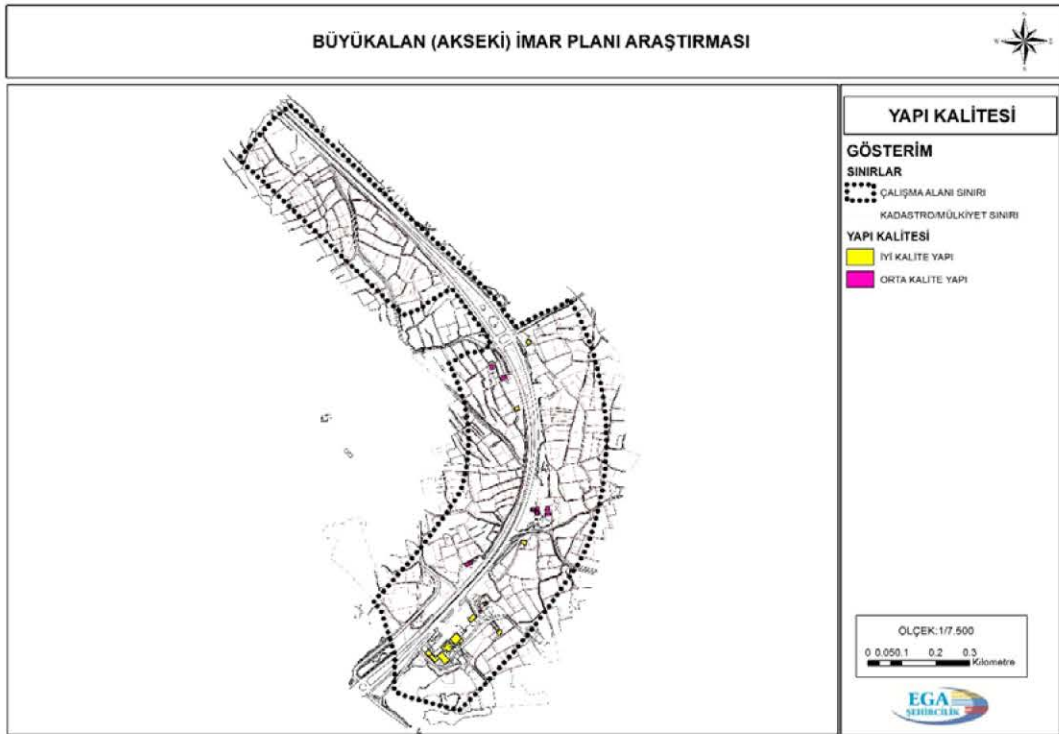 BÜYÜKALAN (AKSEKİ) İMAR PLANI ARAŞTIRMASI
N
YAPI KALİTESİ
GÖSTERİM
SINIRLAR
ÇALIŞMA ALANI SINIRI
KADASTRO/MÜLKİYET SINIRI
YAPI KALİTESİ
İYİ KALİTE YAPI
ORTA KALİTE YAPI
ÖLÇEK:1/7.500
0 0.050.1 0.2 0.3
Kilometre
EGA
ŞEHİRCİLİK